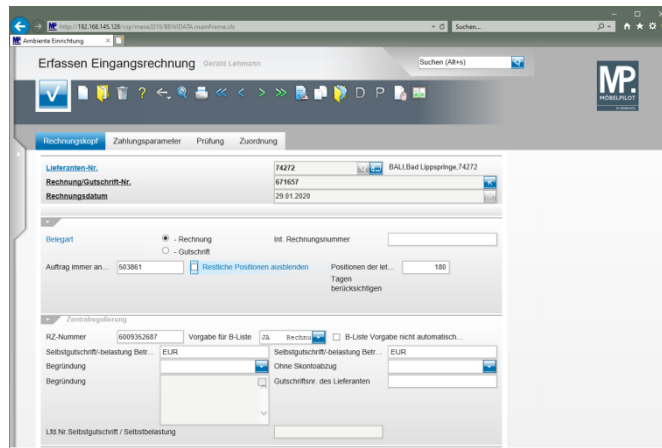 http://192.168.145.128/csp/mese2019/BEWIDATA.mainFrame.cls
Suchen...
Ambiente Einrichtung
Erfassen Eingangsrechnung Gerald Lehmann
Suchen (Alt+s)
MP.
MÖBELPILOT
D P
Rechnungskopf Zahlungsparameter Prüfung Zuordnung
Lieferanten-Nr. 74272 BALI,Bad Lippspringe,74272
Rechnung/Gutschrift-Nr. 671657
Rechnungsdatum 29.01.2020
Belegart - Rechnung Int. Rechnungsnummer
- Gutschrift
Auftrag immer an... 503861 Restliche Positionen ausblenden Positionen der let... 180
Tagen
berücksichtigen
Zentralregulierung
RZ-Nummer 6009352687 Vorgabe für B-Liste JA Rechnu B-Liste Vorgabe nicht automatisch...
Selbstgutschrift/-belastung Betr... EUR Selbstgutschrift/-belastung Betr... EUR
Begründung Ohne Skontoabzug
Begründung Gutschriftsnr. des Lieferanten
Lfd.Nr.Selbstgutschrift / Selbstbelastung